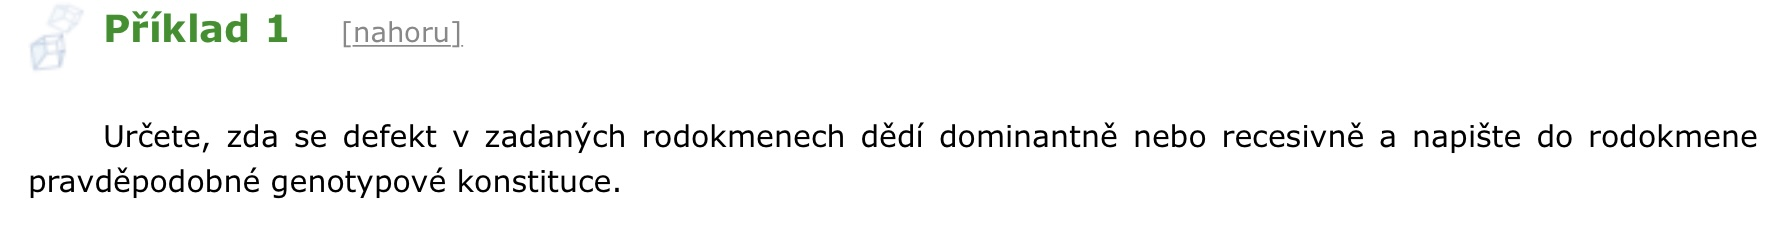 Příklad 1 [nahoru]
Určete, zda se defekt v zadaných rodokmenech dědí dominantně nebo recesivně a napište do rodokmene
pravděpodobné genotypové konstituce.